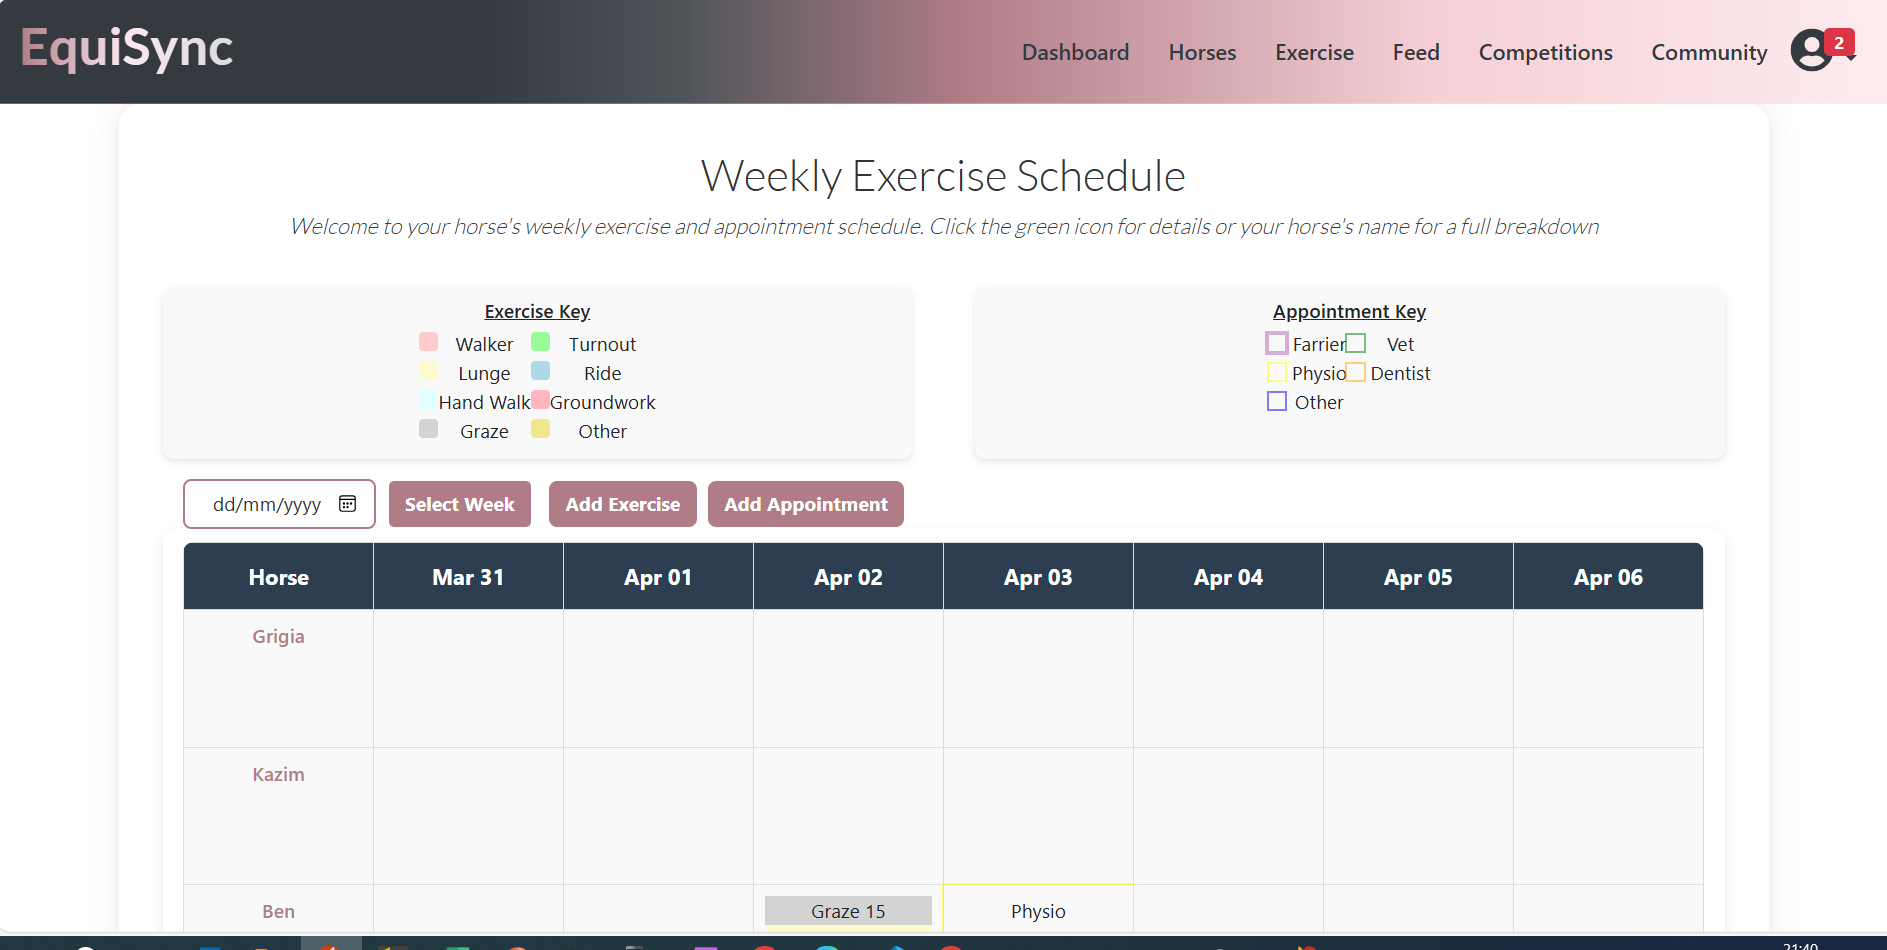 EquiSync
Dashboard Horses Exercise Feed Competitions Community 2
Weekly Exercise Schedule
Welcome to your horse's weekly exercise and appointment schedule. Click the green icon for details or your horse's name for a full breakdown
Exercise Key
Walker Turnout
Lunge Ride
Hand Walk Groundwork
Graze Other
Appointment Key
Farrier Vet
Physio Dentist
Other
dd/mm/yyyy Select Week Add Exercise Add Appointment
Horse Mar 31 Apr 01 Apr 02 Apr 03 Apr 04 Apr 05 Apr 06
Grigia
Kazim
Ben Graze 15 Physio
21:40